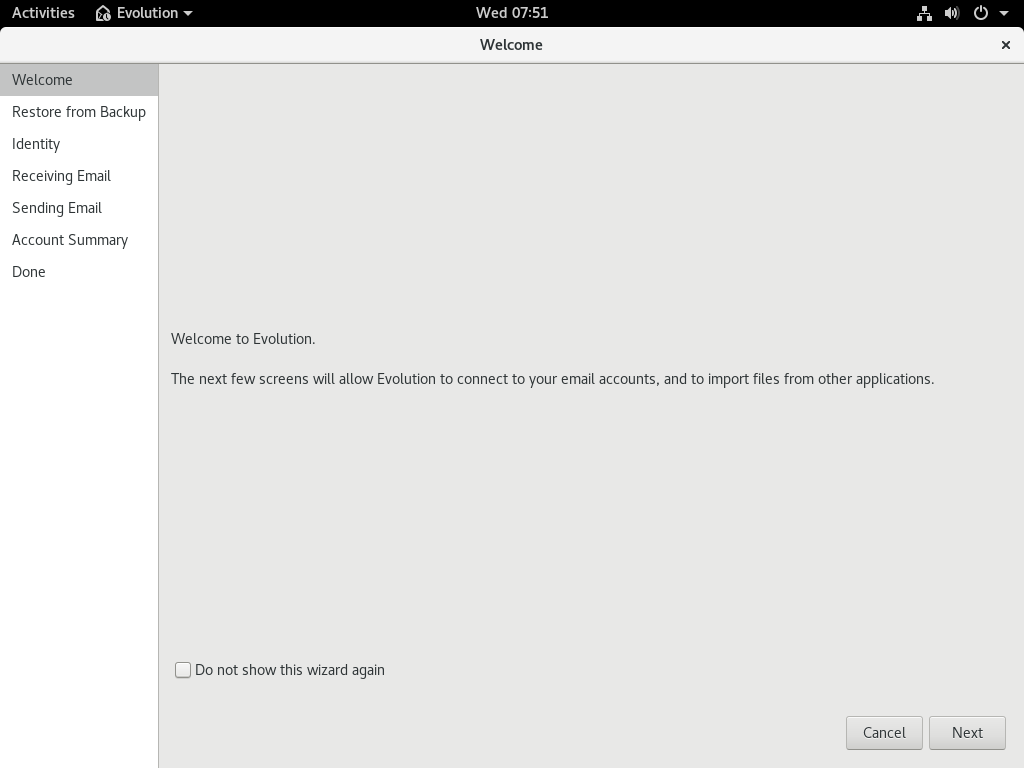 Activities Evolution Wed 07:51
Welcome
Welcome
Restore from Backup
Identity
Receiving Email
Sending Email
Account Summary
Done
Welcome to Evolution.
The next few screens will allow Evolution to connect to your email accounts, and to import files from other applications.
Do not show this wizard again
Cancel Next